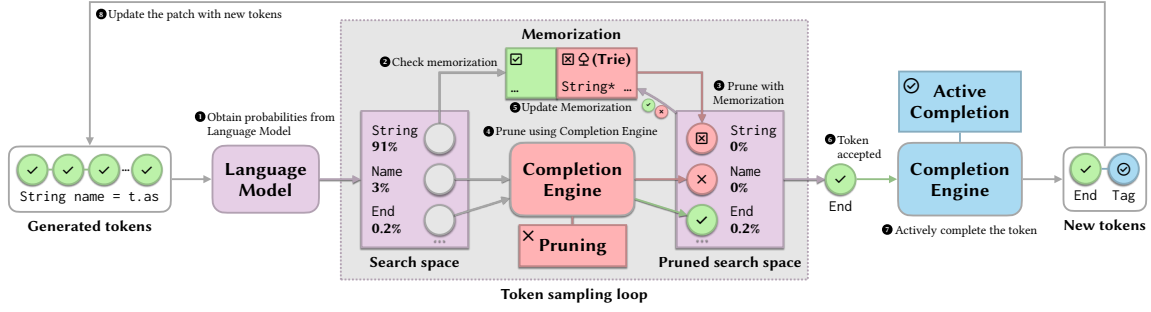 ❽ Update the patch with new tokens
Memorization
❷ Check memorization
(Trie)
...
String* ...
❸ Prune with
Memorization
❺ Update Memorization
❶ Obtain probabilities from
Language Model
❹ Prune using Completion Engine
String
91%
Name
3%
End
0.2%
...
Language
Model
Completion
Engine
Pruning
String
0%
Name
0%
End
0.2%
...
❻ Token
accepted
End
Active
Completion
Completion
Engine
❼ Actively complete the token
...
String name = t.as
Generated tokens
Search space
Pruned search space
Token sampling loop
End Tag
New tokens